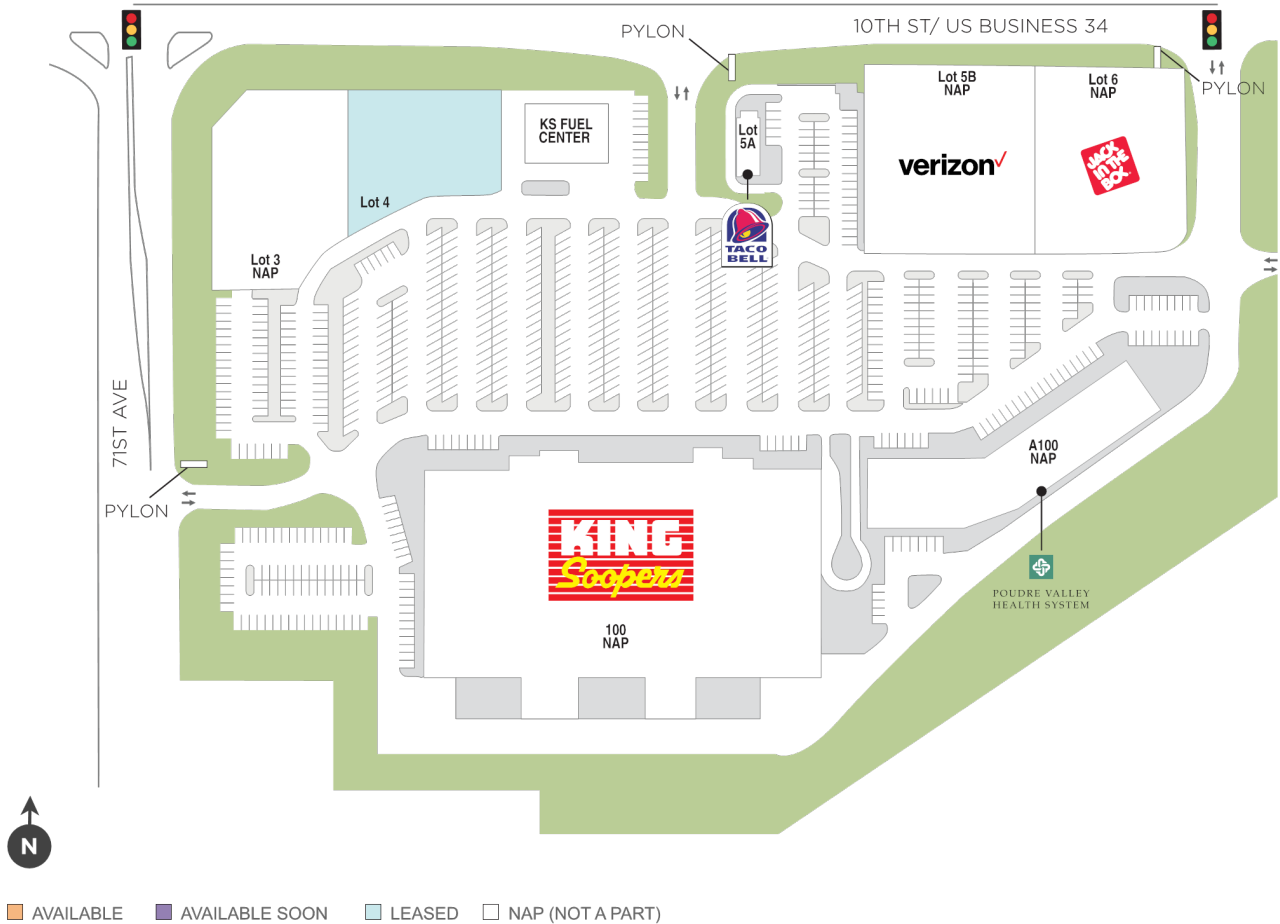 10TH ST/ US BUSINESS 34
PYLON
PYLON
Lot 5B
NAP
Lot 6
NAP
KS FUEL
CENTER
Lot
5A
verizon
JACK
IN THE
BOX
Lot 4
TACO
BELL
Lot 3
NAP
71ST AVE
PYLON
A100
NAP
KING
Soopers
POUDRE VALLEY
HEALTH SYSTEM
100
NAP
N
AVAILABLE
AVAILABLE SOON
LEASED
NAP (NOT A PART)